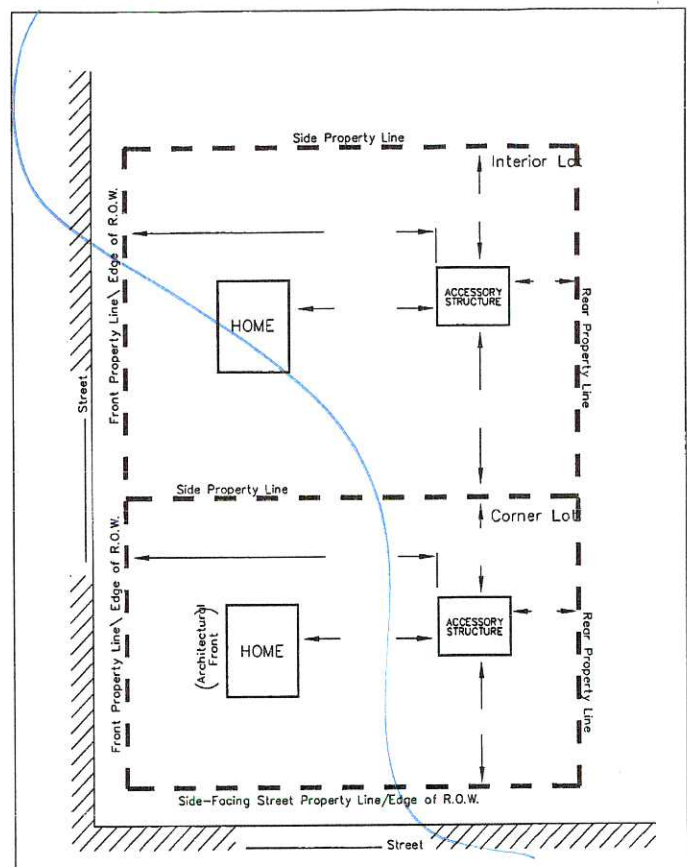 Side Property Line
Interior Lot
Front Property Line\ Edge of R.O.W.
HOME
ACCESSORY
STRUCTURE
Rear Property Line
Street
Side Property Line
Corner Lot
Front Property Line\ Edge of R.O.W.
(Architectural
Front)
HOME
ACCESSORY
STRUCTURE
Rear Property Line
Side-Facing Street Property Line/Edge of R.O.W.
Street